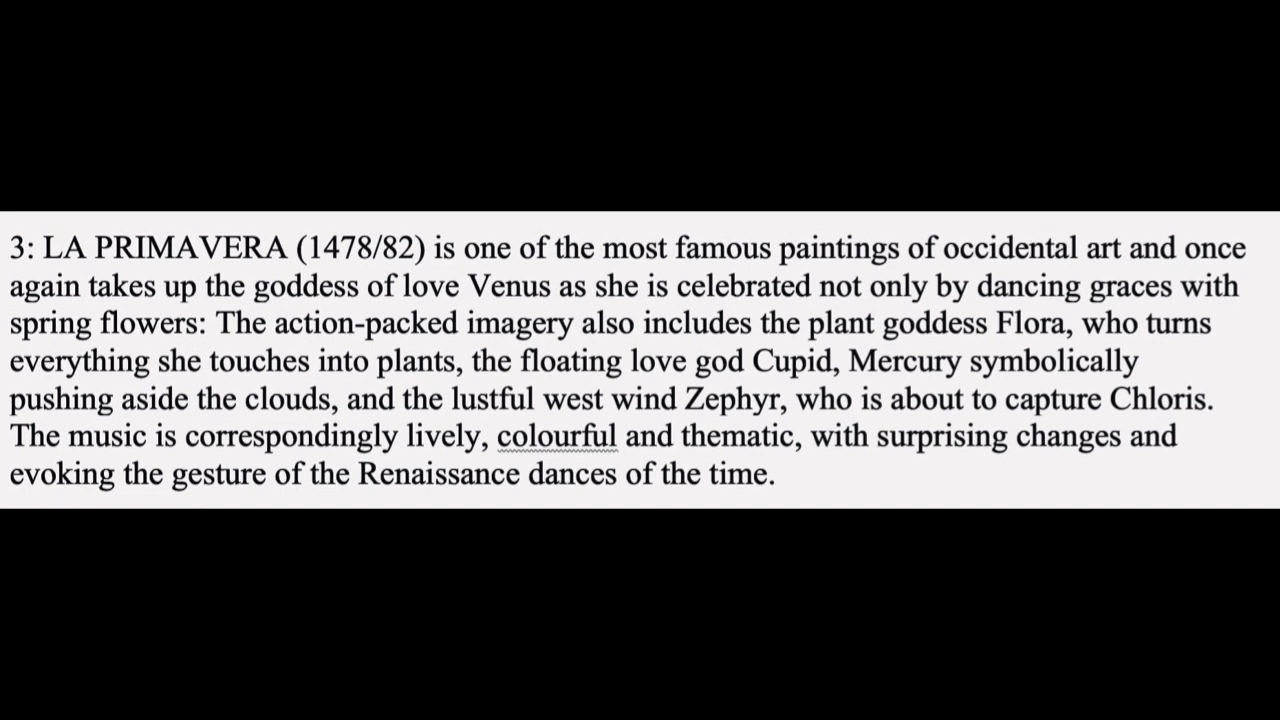 3: LA PRIMAVERA (1478/82) is one of the most famous paintings of occidental art and once
again takes up the goddess of love Venus as she is celebrated not only by dancing graces with
spring flowers: The action-packed imagery also includes the plant goddess Flora, who turns
everything she touches into plants, the floating love god Cupid, Mercury symbolically
pushing aside the clouds, and the lustful west wind Zephyr, who is about to capture Chloris.
The music is correspondingly lively, colourful and thematic, with surprising changes and
evoking the gesture of the Renaissance dances of the time.